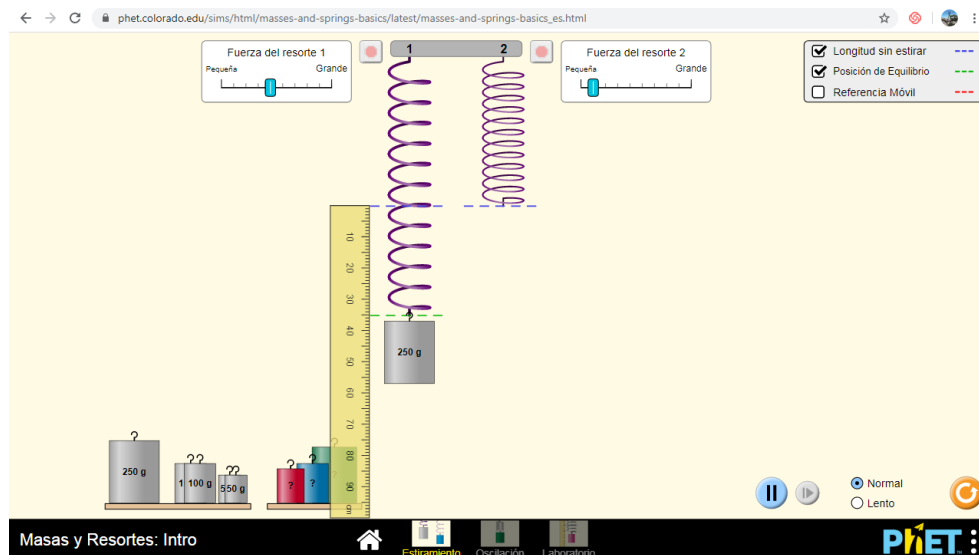 phet.colorado.edu/sims/html/masses-and-springs-basics/latest/masses-and-springs-basics_es.html
Fuerza del resorte 1
Pequeña Grande
1 2
Fuerza del resorte 2
Pequeña Grande
Longitud sin estirar
Posición de Equilibrio
Referencia Móvil
10
20
30
40
50
60
70
80
90
cm
250 g
250 g
1 100 g
5 50 g
? ?
Normal
Lento
Masas y Resortes: Intro
Estiramiento Oscilación Laboratorio
PhET